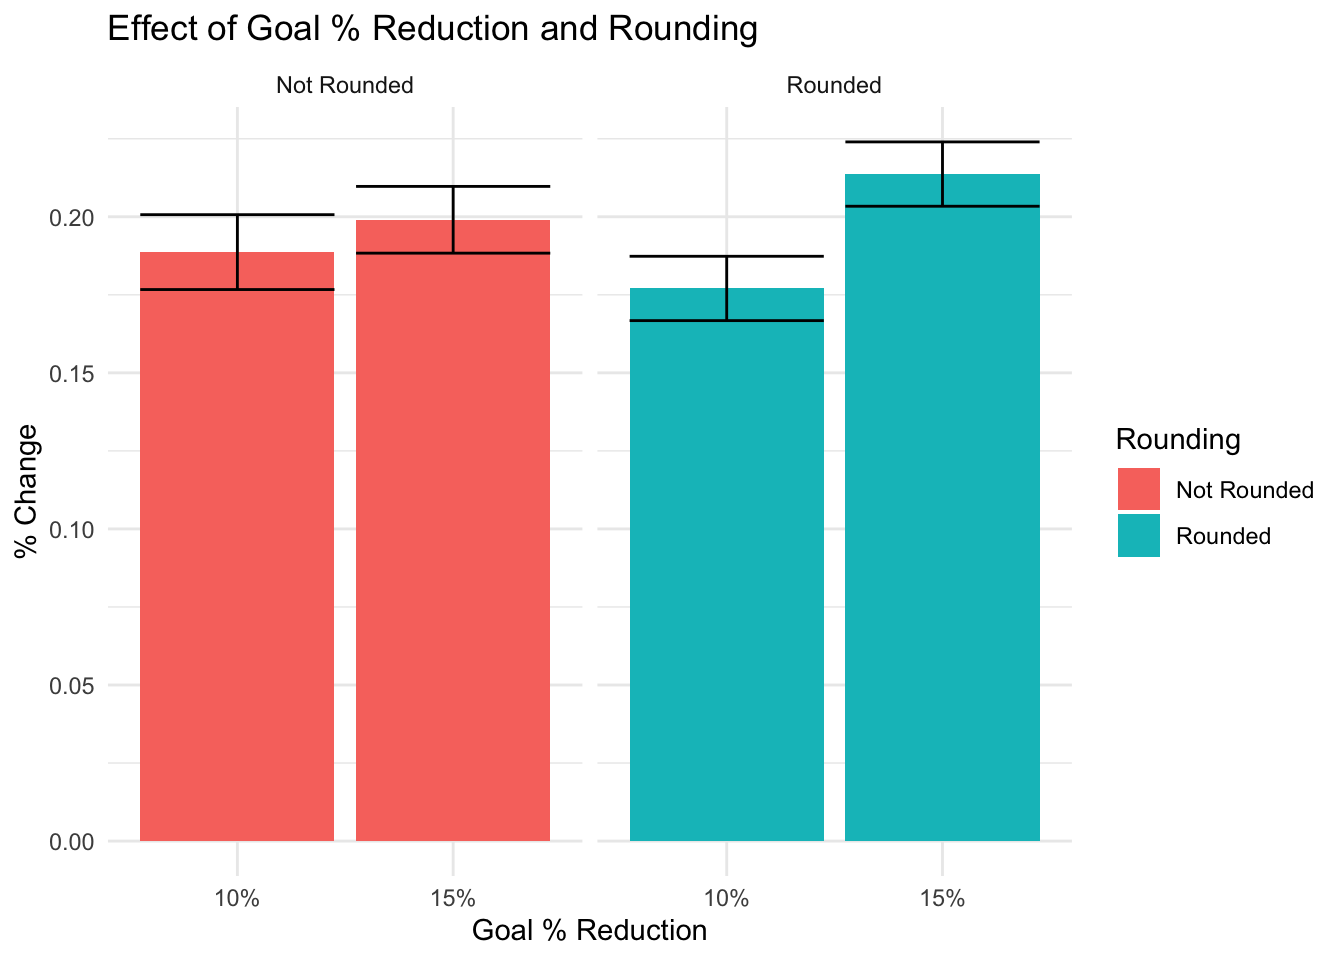 Effect of Goal % Reduction and Rounding
Not Rounded
Rounded
0.20
0.15
0.10
0.05
0.00
% Change
10%
15%
10%
15%
Goal % Reduction
Rounding
Not Rounded
Rounded